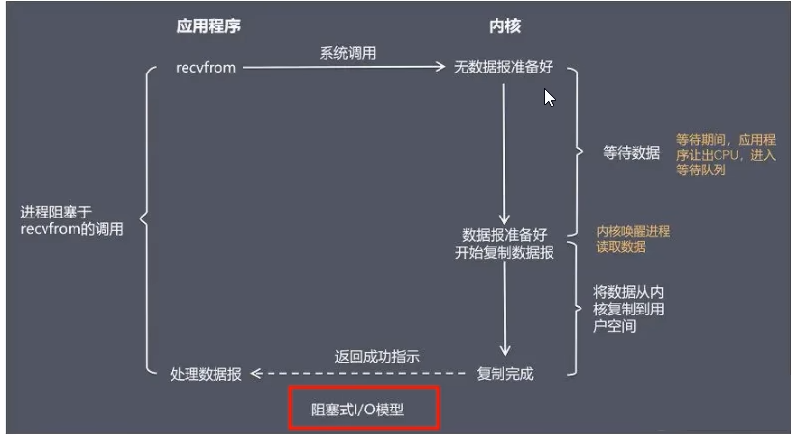 应用程序
内核
recvfrom
系统调用
无数据报准备好
等待数据
等待期间，应用程
序让出CPU，进入
等待队列
进程阻塞于
recvfrom的调用
数据报准备好
开始复制数据报
内核唤醒进程
读取数据
将数据从内
核复制到用
户空间
处理数据报
返回成功指示
复制完成
阻塞式I/O模型